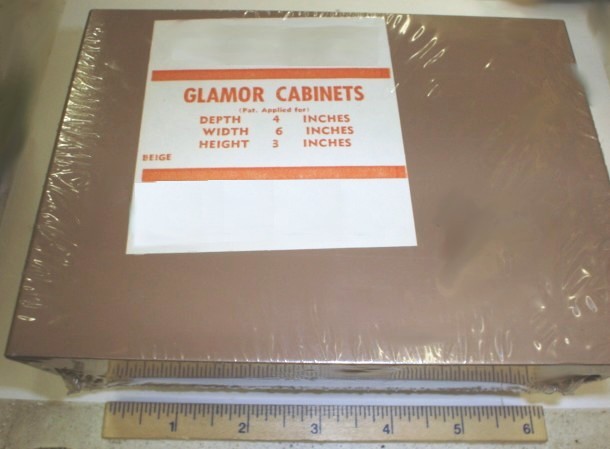 GLAMOR CABINETS
(Pat. Applied for)
DEPTH 4 INCHES
WIDTH 6 INCHES
HEIGHT 3 INCHES
BEIGE
1 2 3 4 5 6